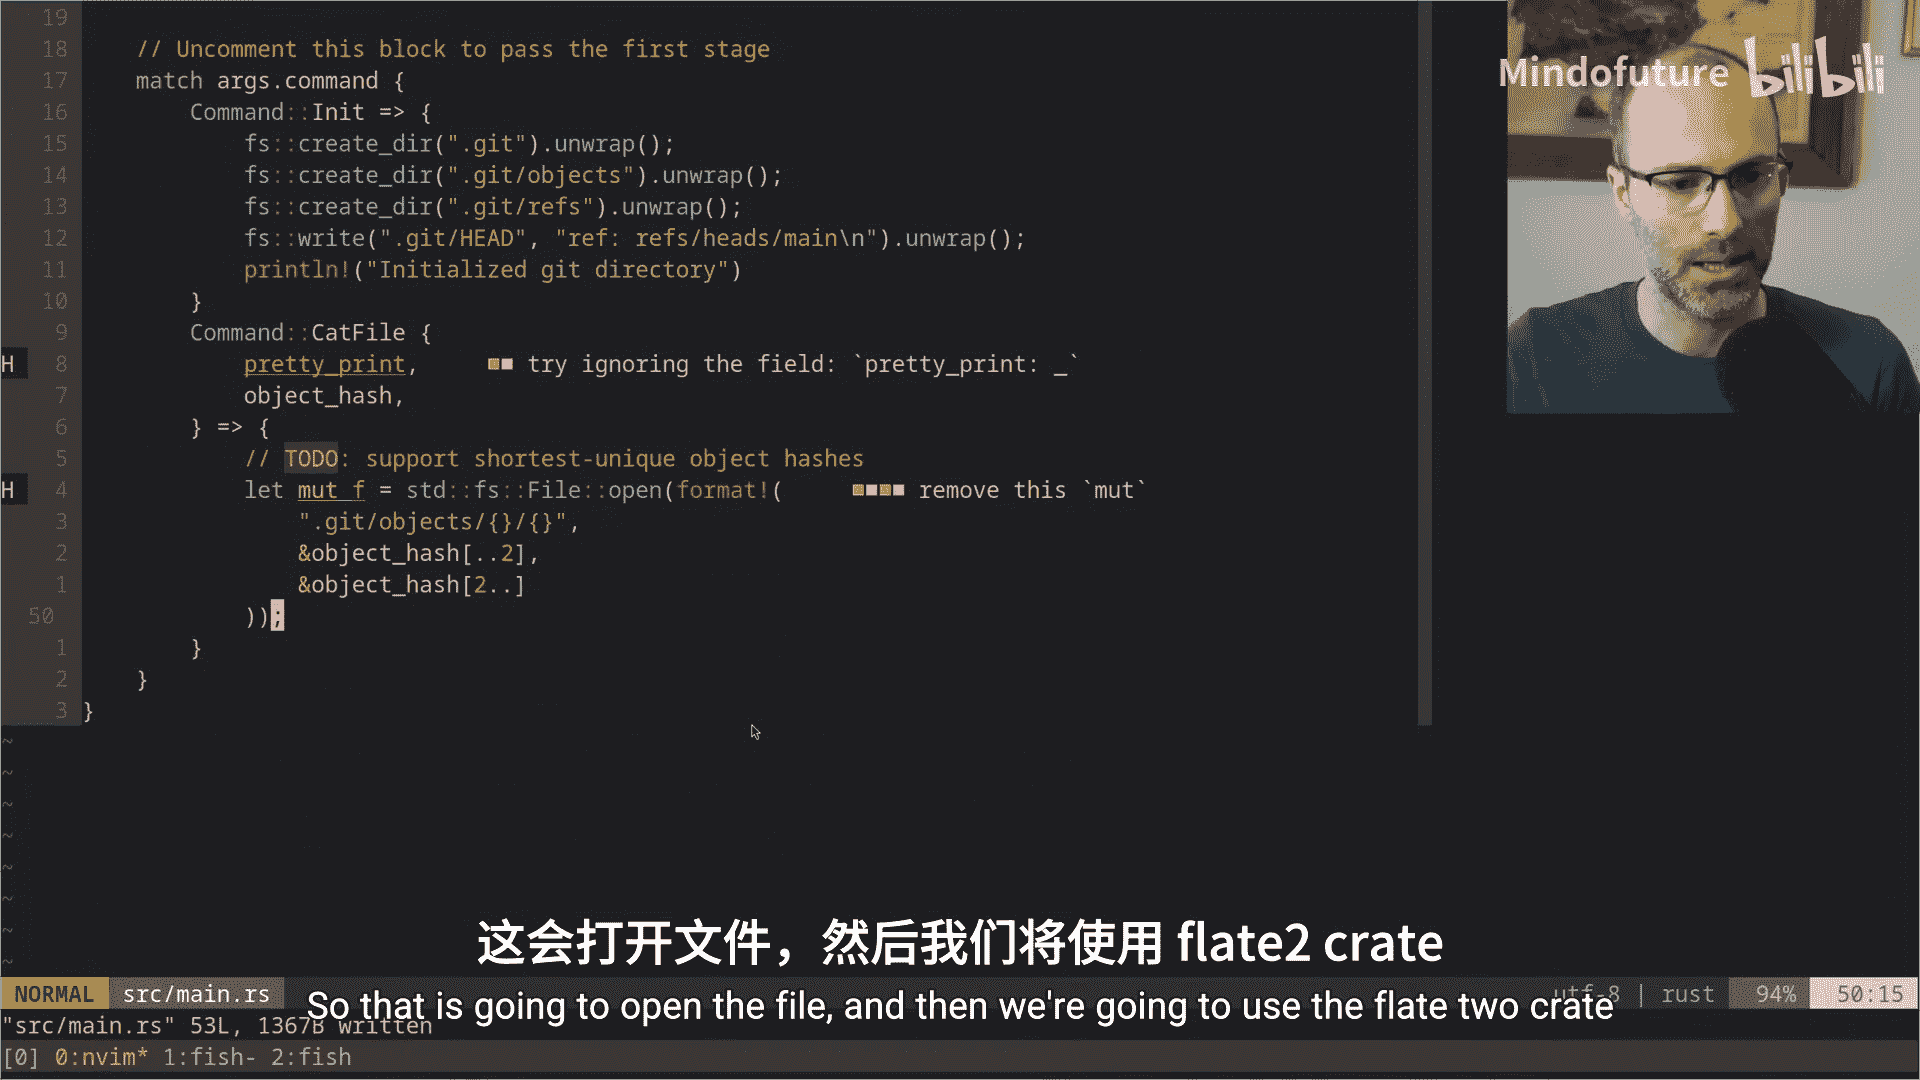 19
18 // Uncomment this block to pass the first stage
17 match args.command {
16 Command::Init => {
15 fs::create_dir(".git").unwrap();
14 fs::create_dir(".git/objects").unwrap();
13 fs::create_dir(".git/refs").unwrap();
12 fs::write(".git/HEAD", "ref: refs/heads/main\n").unwrap();
11 println!("Initialized git directory")
10 }
9 Command::CatFile {
H 8 pretty_print, try ignoring the field: `pretty_print: _`
7 object_hash,
6 } => {
5 // TODO: support shortest-unique object hashes
H 4 let mut f = std::fs::File::open(format!( remove this `mut`
3 ".git/objects/{}/{}",
2 &object_hash[..2],
1 &object_hash[2..]
50 ));
1 }
2 }
3 }
~
~
~
~
~
~
~
~
Mindofuture bilibili
这会打开文件，然后我们将使用 flate2 crate
So that is going to open the file, and then we're going to use the flate two crate
NORMAL src/main.rs utf-8 | rust 94% 50:15
"src/main.rs" 53L, 1367B written
[0] 0:nvim* 1:fish- 2:fish